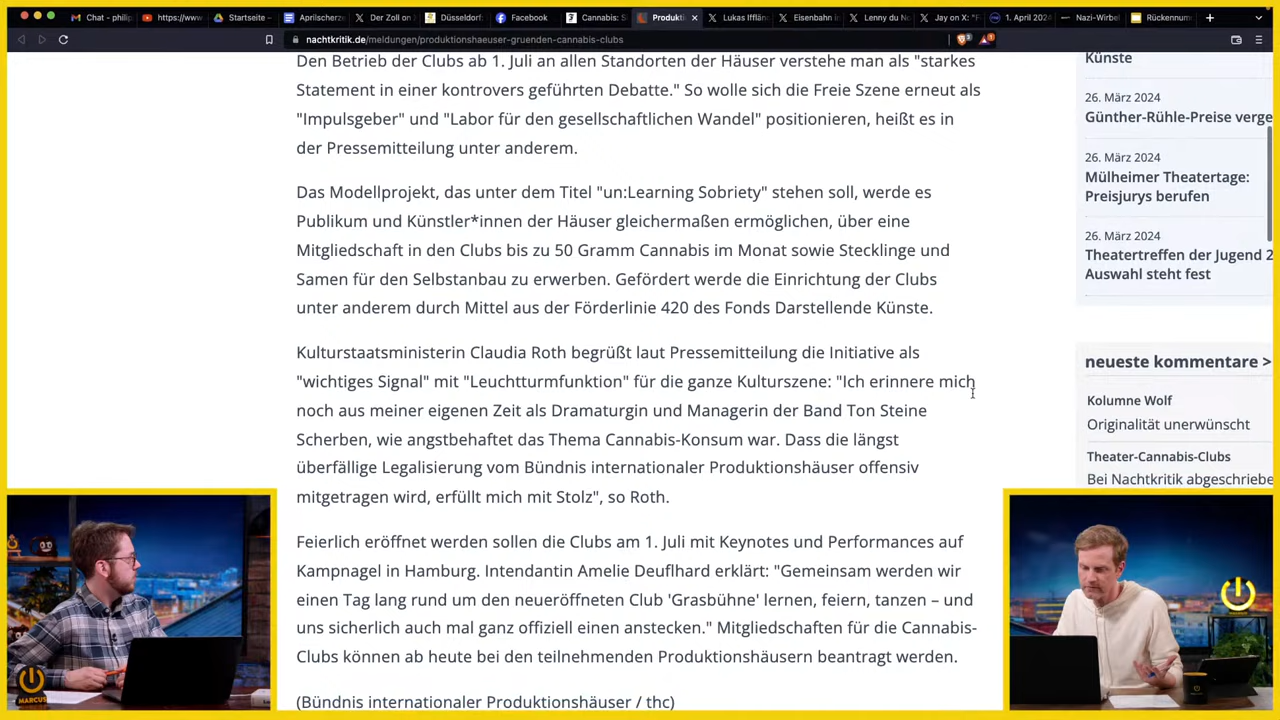 Chat - philip
https://www
Startseite -
Aprilscherze
Der Zoll on
Düsseldorf:
Facebook
Cannabis: S
Produkti
Lukas Ifflän
Eisenbahn i
Lenny du No
Jay on X: "F
1. April 2024
Nazi-Wirbel
Rückennum
nachtkritik.de/meldungen/produktionshaeuser-gruenden-cannabis-clubs
Den Betrieb der Clubs ab 1. Juli an allen Standorten der Häuser verstehe man als "starkes
Statement in einer kontrovers geführten Debatte." So wolle sich die Freie Szene erneut als
"Impulsgeber" und "Labor für den gesellschaftlichen Wandel" positionieren, heißt es in
der Pressemitteilung unter anderem.
Das Modellprojekt, das unter dem Titel "un:Learning Sobriety" stehen soll, werde es
Publikum und Künstler*innen der Häuser gleichermaßen ermöglichen, über eine
Mitgliedschaft in den Clubs bis zu 50 Gramm Cannabis im Monat sowie Stecklinge und
Samen für den Selbstanbau zu erwerben. Gefördert werde die Einrichtung der Clubs
unter anderem durch Mittel aus der Förderlinie 420 des Fonds Darstellende Künste.
Kulturstaatsministerin Claudia Roth begrüßt laut Pressemitteilung die Initiative als
"wichtiges Signal" mit "Leuchtturmfunktion" für die ganze Kulturszene: "Ich erinnere mich
noch aus meiner eigenen Zeit als Dramaturgin und Managerin der Band Ton Steine
Scherben, wie angstbehaftet das Thema Cannabis-Konsum war. Dass die längst
überfällige Legalisierung vom Bündnis internationaler Produktionshäuser offensiv
mitgetragen wird, erfüllt mich mit Stolz", so Roth.
Feierlich eröffnet werden sollen die Clubs am 1. Juli mit Keynotes und Performances auf
Kampnagel in Hamburg. Intendantin Amelie Deuflhard erklärt: "Gemeinsam werden wir
einen Tag lang rund um den neueröffneten Club 'Grasbühne' lernen, feiern, tanzen – und
uns sicherlich auch mal ganz offiziell einen anstecken." Mitgliedschaften für die Cannabis-
Clubs können ab heute bei den teilnehmenden Produktionshäusern beantragt werden.
(Bündnis internationaler Produktionshäuser / thc)
Künste
26. März 2024
Günther-Rühle-Preise verge
26. März 2024
Mülheimer Theatertage:
Preisjurys berufen
26. März 2024
Theatertreffen der Jugend 2
Auswahl steht fest
neueste kommentare >
Kolumne Wolf
Originalität unerwünscht
Theater-Cannabis-Clubs
Bei Nachtkritik abgeschriebe
MARCUS